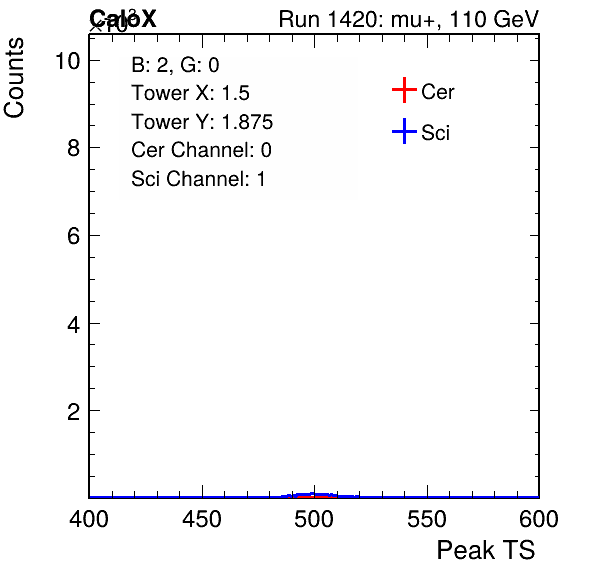 CaloX
×10³
Run 1420: mu+, 110 GeV
Counts
10
8
6
4
2
B: 2, G: 0
Tower X: 1.5
Tower Y: 1.875
Cer Channel: 0
Sci Channel: 1
Cer
Sci
400 450 500 550 600
Peak TS